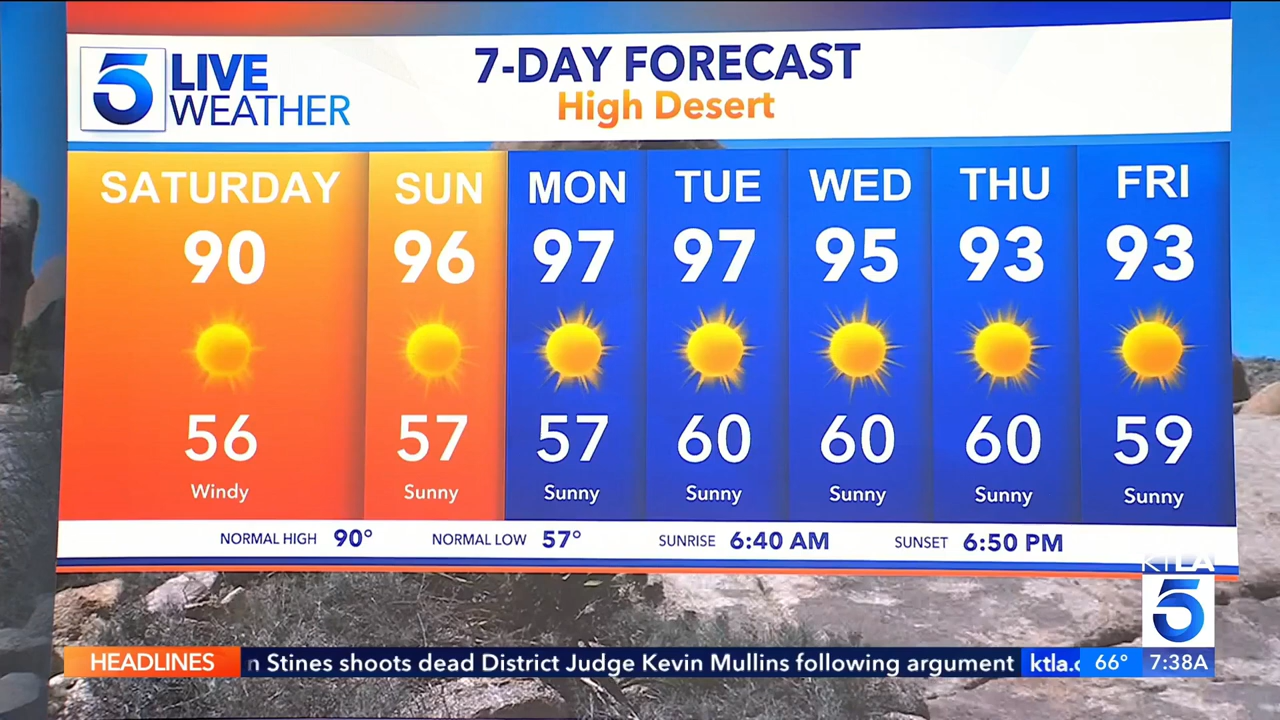 5 LIVE
WEATHER
7-DAY FORECAST
High Desert
SATURDAY SUN MON TUE WED THU FRI
90 96 97 97 95 93 93
56 57 57 60 60 60 59
Windy Sunny Sunny Sunny Sunny Sunny Sunny
NORMAL HIGH 90° NORMAL LOW 57° SUNRISE 6:40 AM SUNSET 6:50 PM
KTLA
5
HEADLINES n Stines shoots dead District Judge Kevin Mullins following argument ktla.c 66° 7:38A